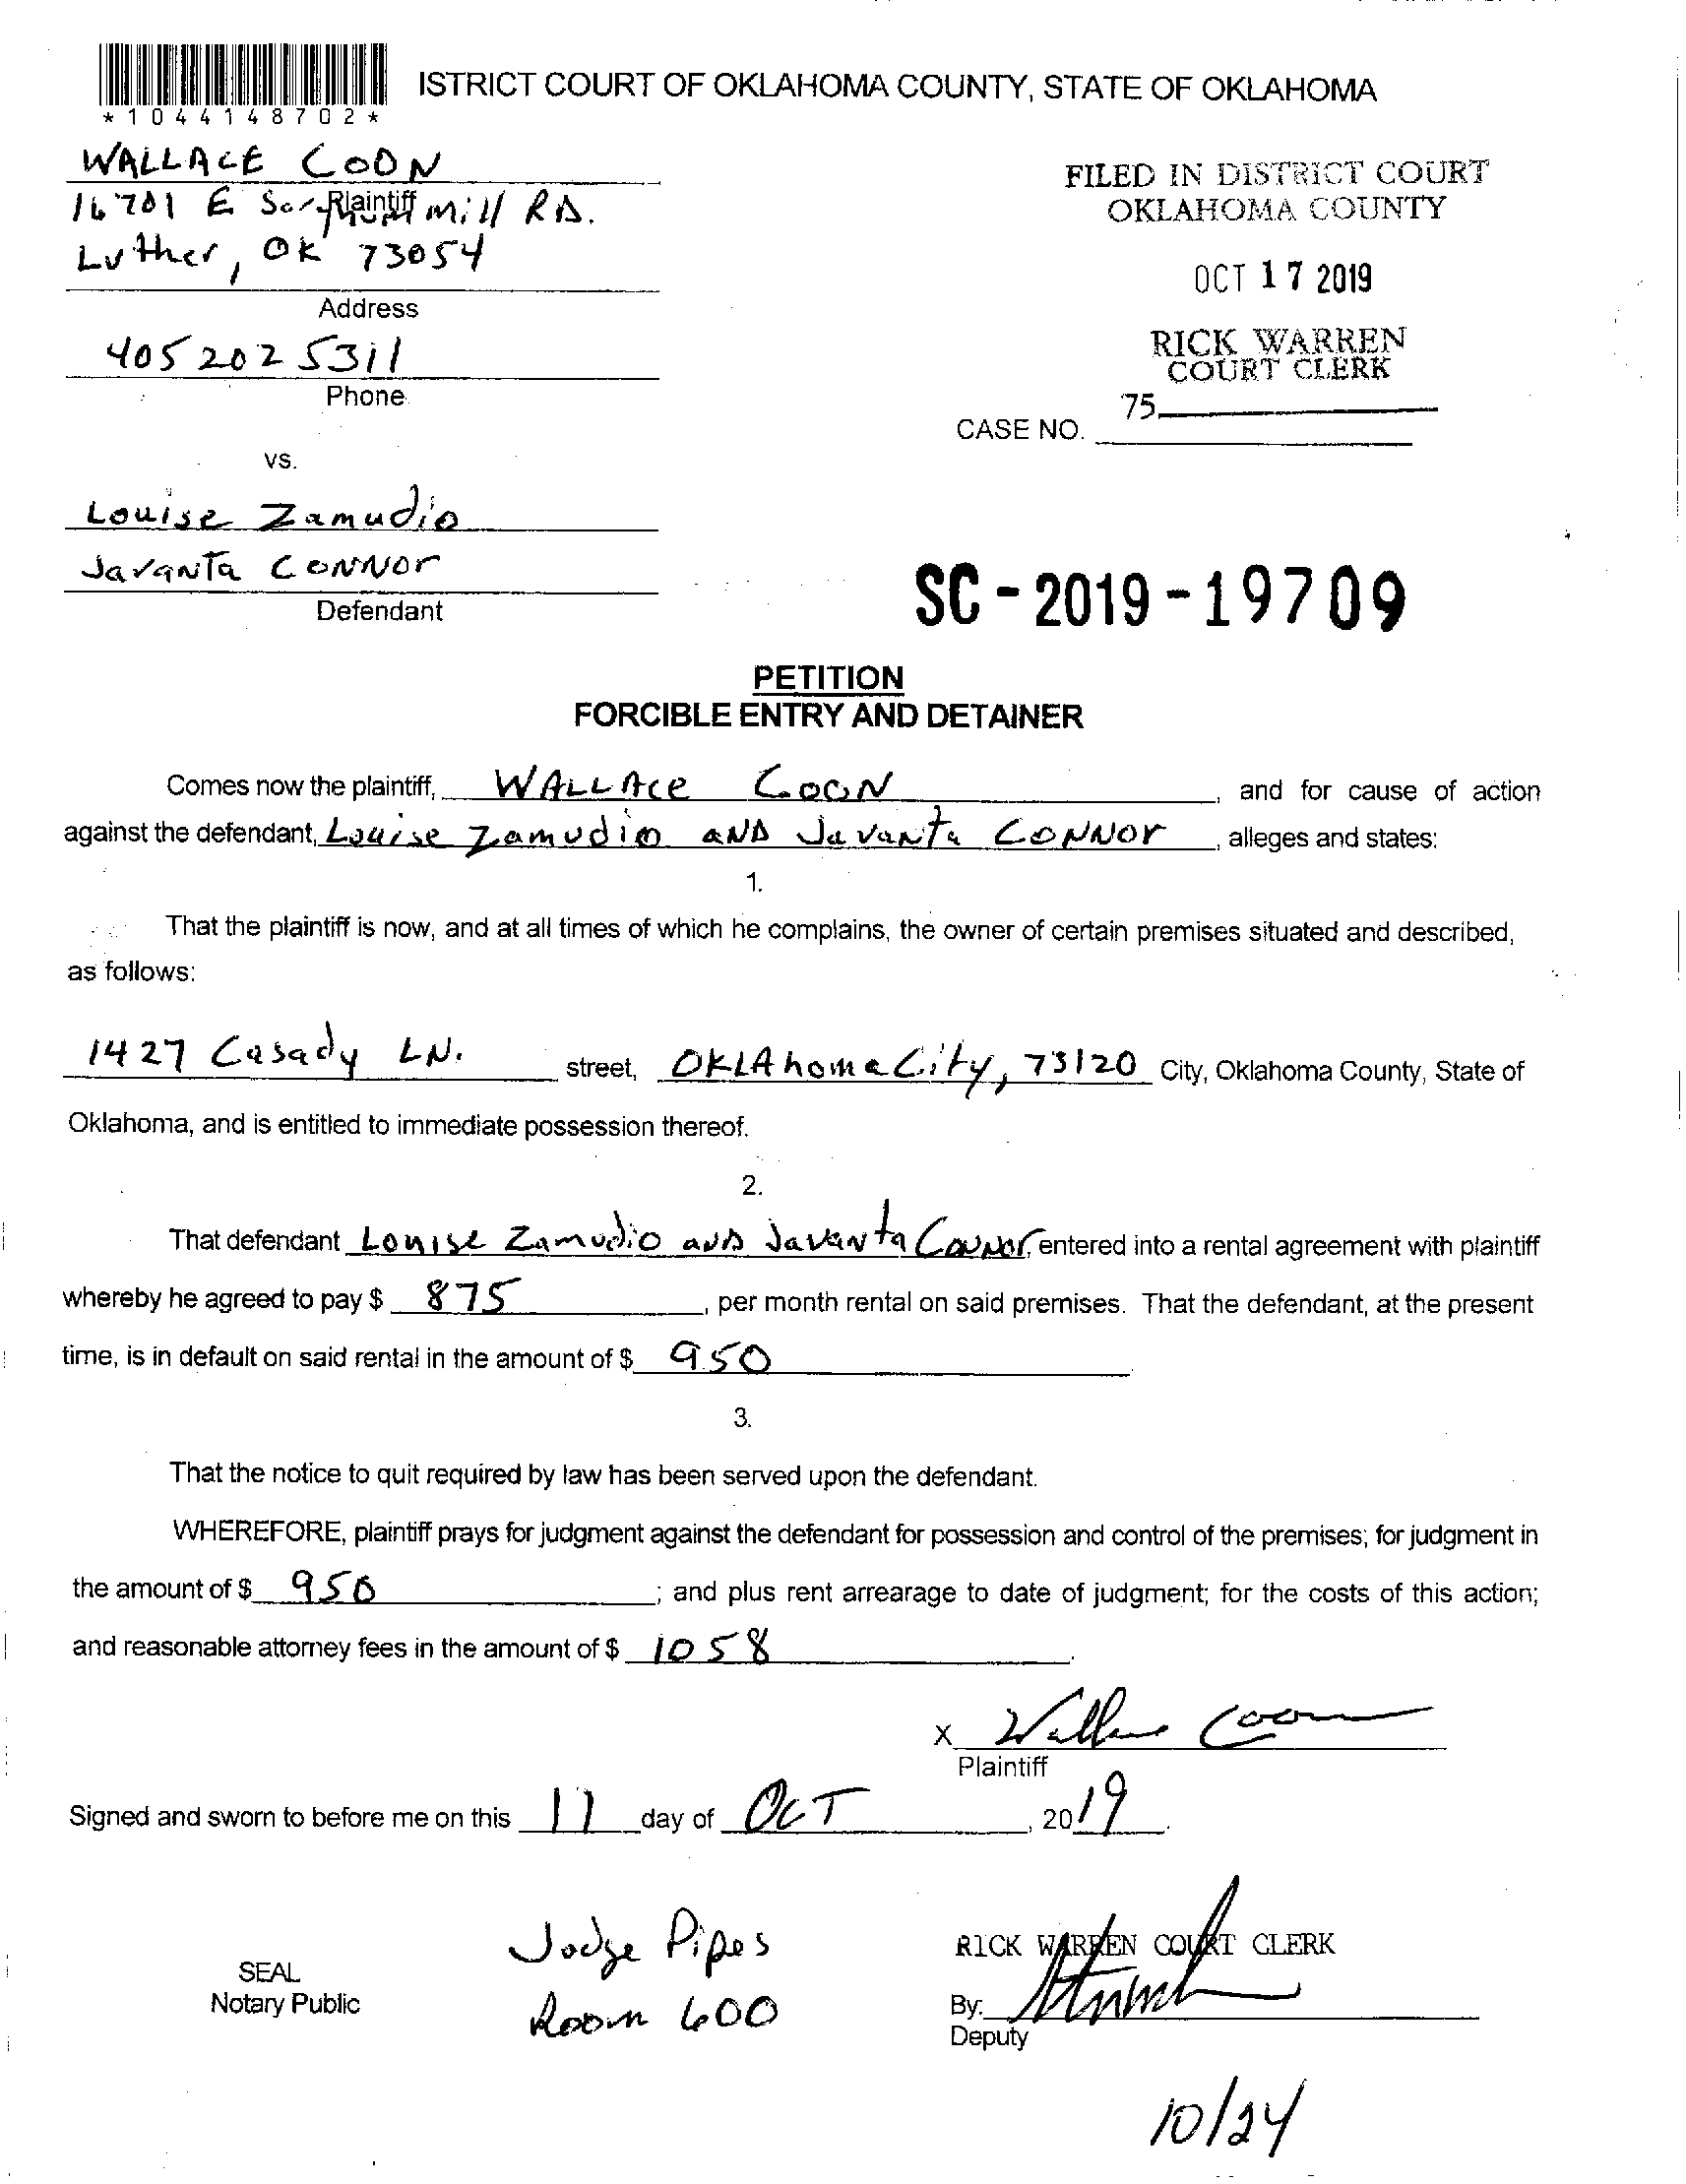 ISTRICT COURT OF OKLAHOMA COUNTY, STATE OF OKLAHOMA
*1044148702*
WALLACE COON
Plaintiff
16701 E Mill RD.
Luther, OK 73054
Address
405 202 5311
Phone
FILED IN DISTRICT COURT
OKLAHOMA COUNTY
OCT 17 2019
RICK WARREN
COURT CLERK
75
CASE NO.
vs.
Louise Zamudio
Javanta CONNOR
Defendant
SC-2019-19709
PETITION
FORCIBLE ENTRY AND DETAINER
Comes now the plaintiff, WALLAce COON, and for cause of action
against the defendant, Louise Zamudio aND Javanta CONNOR, alleges and states:
1.
That the plaintiff is now, and at all times of which he complains, the owner of certain premises situated and described,
as follows:
1427 Casady LN. street, OKLAhoma City, 73120 City, Oklahoma County, State of
Oklahoma, and is entitled to immediate possession thereof.
2.
That defendant Louise Zamudio aND Javanta CONNOR, entered into a rental agreement with plaintiff
whereby he agreed to pay $ 875, per month rental on said premises. That the defendant, at the present
time, is in default on said rental in the amount of $ 950
3.
That the notice to quit required by law has been served upon the defendant.
WHEREFORE, plaintiff prays for judgment against the defendant for possession and control of the premises; for judgment in
the amount of $ 950; and plus rent arrearage to date of judgment; for the costs of this action;
and reasonable attorney fees in the amount of $ 1058.
X Wallace Coon
Plaintiff
Signed and sworn to before me on this 17 day of OCT, 2019.
Judge Pipes
Room 600
SEAL
Notary Public
RICK WARREN COURT CLERK
By:
Deputy
10/24